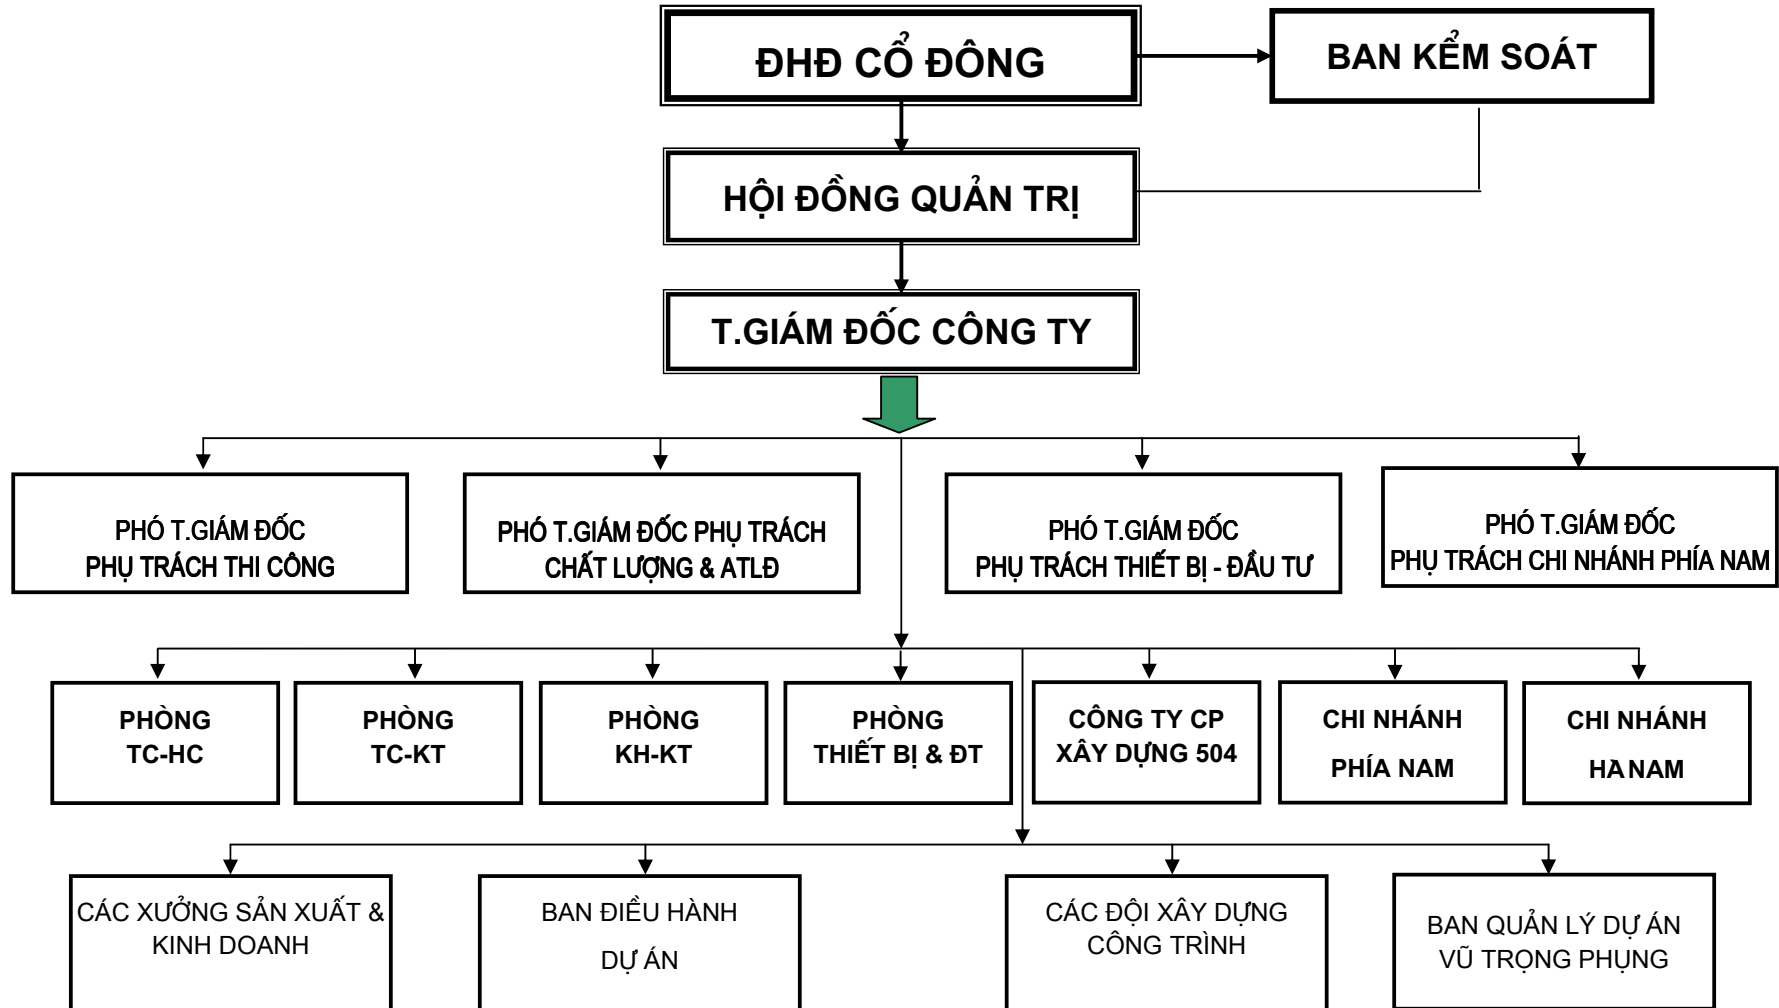 ĐHĐ CỔ ĐÔNG
BAN KỂM SOÁT
HỘI ĐỒNG QUẢN TRỊ
T.GIÁM ĐỐC CÔNG TY
PHÓ T.GIÁM ĐỐC
PHỤ TRÁCH THI CÔNG
PHÓ T.GIÁM ĐỐC PHỤ TRÁCH
CHẤT LƯỢNG & ATLĐ
PHÓ T.GIÁM ĐỐC
PHỤ TRÁCH THIẾT BỊ - ĐẦU TƯ
PHÓ T.GIÁM ĐỐC
PHỤ TRÁCH CHI NHÁNH PHÍA NAM
PHÒNG
TC-HC
PHÒNG
TC-KT
PHÒNG
KH-KT
PHÒNG
THIẾT BỊ & ĐT
CÔNG TY CP
XÂY DỰNG 504
CHI NHÁNH
PHÍA NAM
CHI NHÁNH
HÀ NAM
CÁC XƯỞNG SẢN XUẤT &
KINH DOANH
BAN ĐIỀU HÀNH
DỰ ÁN
CÁC ĐỘI XÂY DỰNG
CÔNG TRÌNH
BAN QUẢN LÝ DỰ ÁN
VŨ TRỌNG PHỤNG